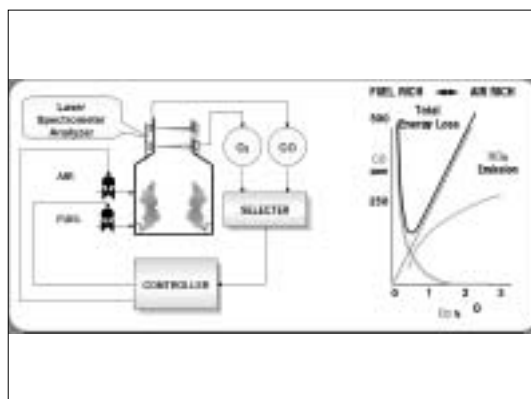 Laser
Spectrometer
Analyzer
AIR
FUEL
O₂
CO
SELECTER
CONTROLLER
FUEL RICH
AIR RICH
Total
Energy Loss
500
CO
250
Emission
0
1
2
3